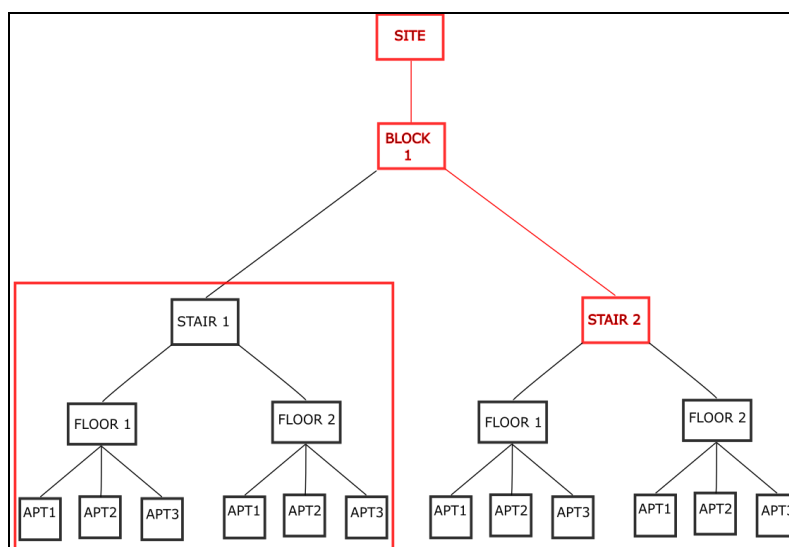 SITE
BLOCK
1
STAIR 1
STAIR 2
FLOOR 1
FLOOR 2
FLOOR 1
FLOOR 2
APT1
APT2
APT3
APT1
APT2
APT3
APT1
APT2
APT3
APT1
APT2
APT3